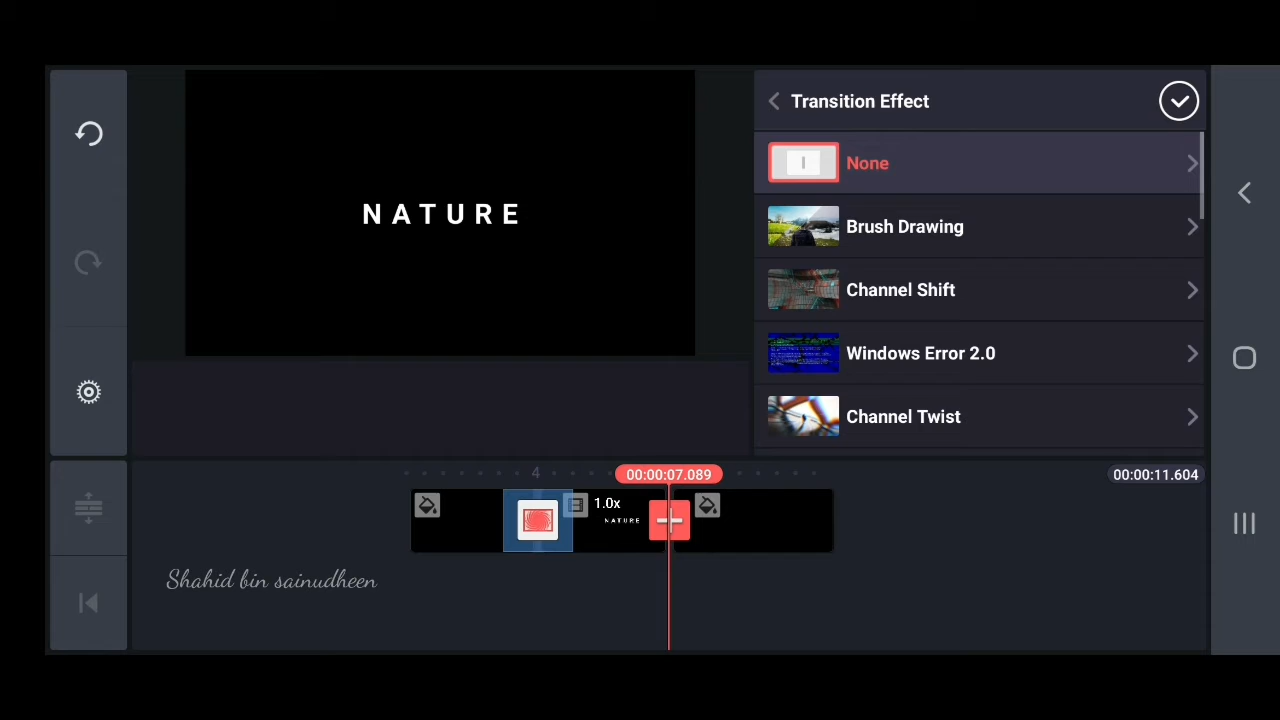 Transition Effect
NATURE
None
Brush Drawing
Channel Shift
Windows Error 2.0
Channel Twist
4
00:00:07.089
00:00:11.604
1.0x
NATURE
Shahid bin sainudheen